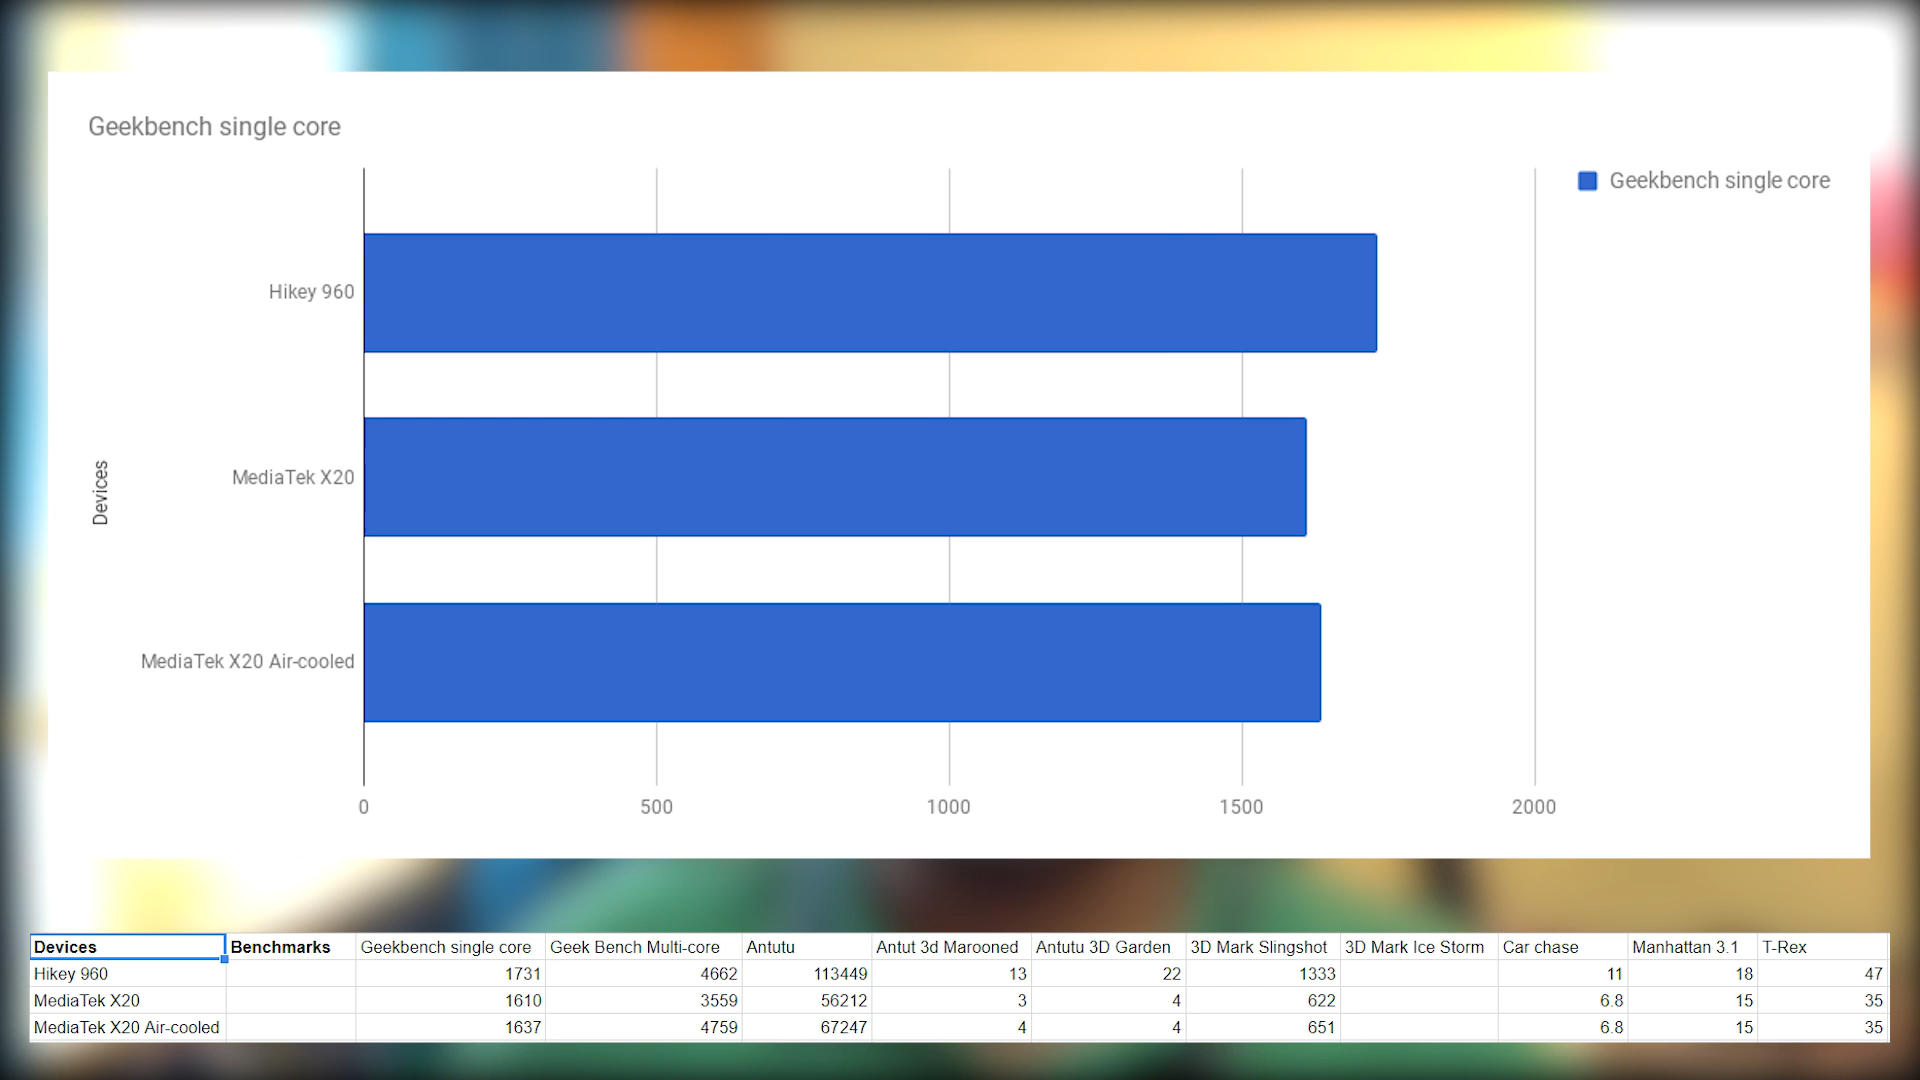 Geekbench single core
Geekbench single core
Hikey 960
MediaTek X20
Devices
MediaTek X20 Air-cooled
0 500 1000 1500 2000
Devices Benchmarks Geekbench single core Geek Bench Multi-core Antutu Antut 3d Marooned Antutu 3D Garden 3D Mark Slingshot 3D Mark Ice Storm Car chase Manhattan 3.1 T-Rex
Hikey 960 1731 4662 113449 13 22 1333 11 18 47
MediaTek X20 1610 3559 56212 3 4 622 6.8 15 35
MediaTek X20 Air-cooled 1637 4759 67247 4 4 651 6.8 15 35